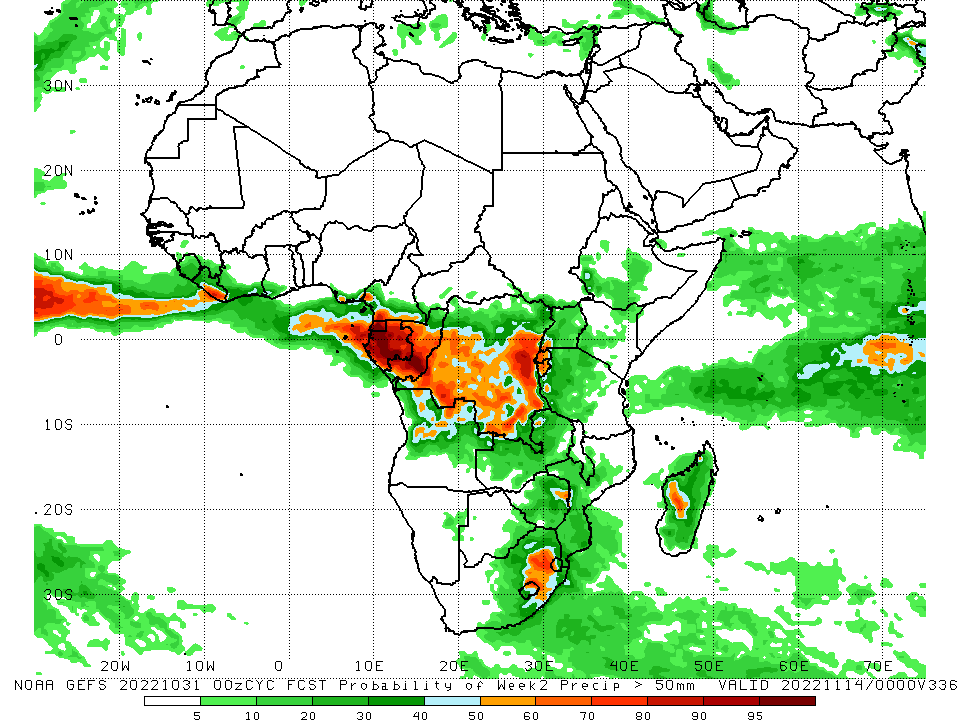 30N
20N
10N
0
10S
20S
30S
20W 10W 0 10E 20E 30E 40E 50E 60E 70E
NOAA GEFS 20221031 00zCYC FCST Probability of Week2 Precip > 50mm VALID 20221114/0000V336
5 10 20 30 40 50 60 70 80 90 95